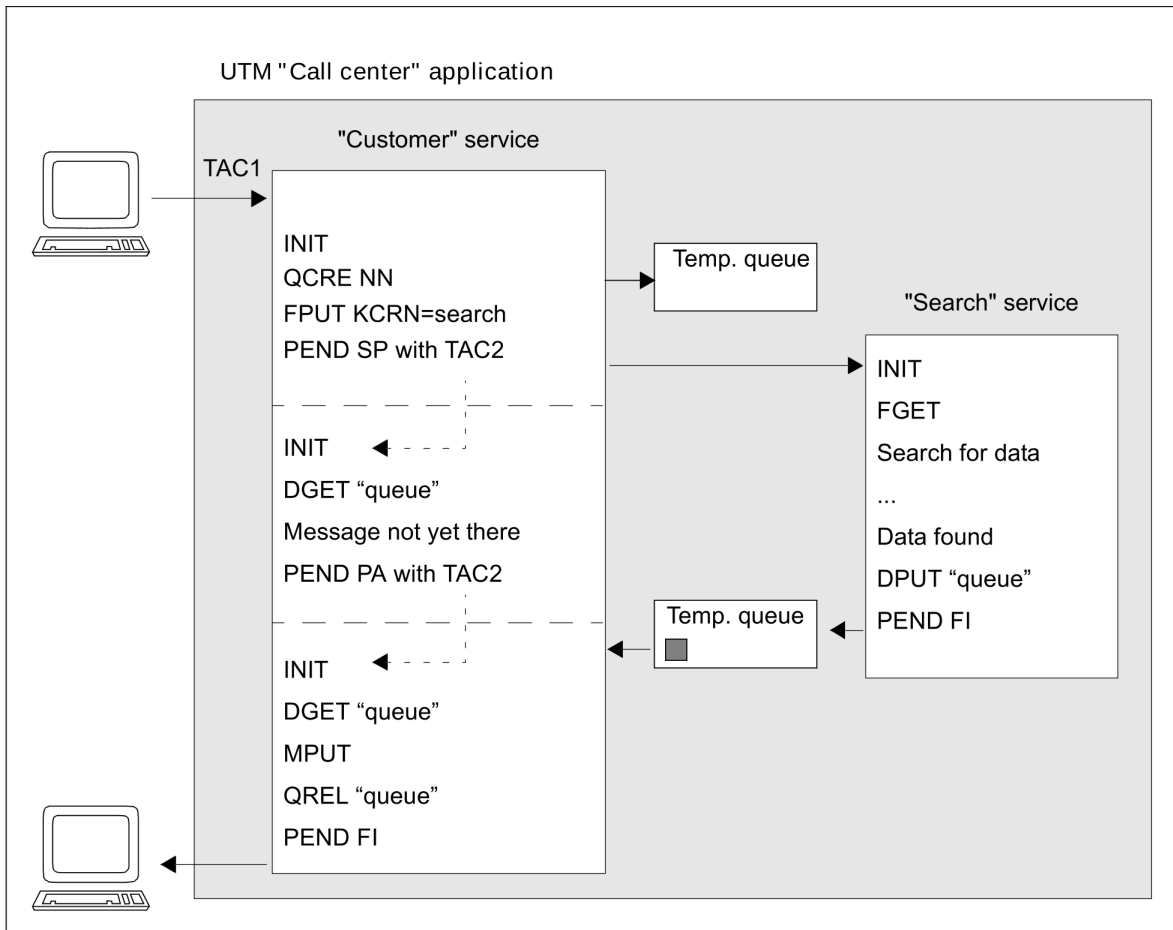 UTM "Call center" application
"Customer" service
TAC1
INIT
QCRE NN
FPUT KCRN=search
PEND SP with TAC2
INIT
DGET “queue”
Message not yet there
PEND PA with TAC2
INIT
DGET “queue”
MPUT
QREL “queue”
PEND FI
Temp. queue
"Search" service
INIT
FGET
Search for data
...
Data found
DPUT “queue”
PEND FI
Temp. queue